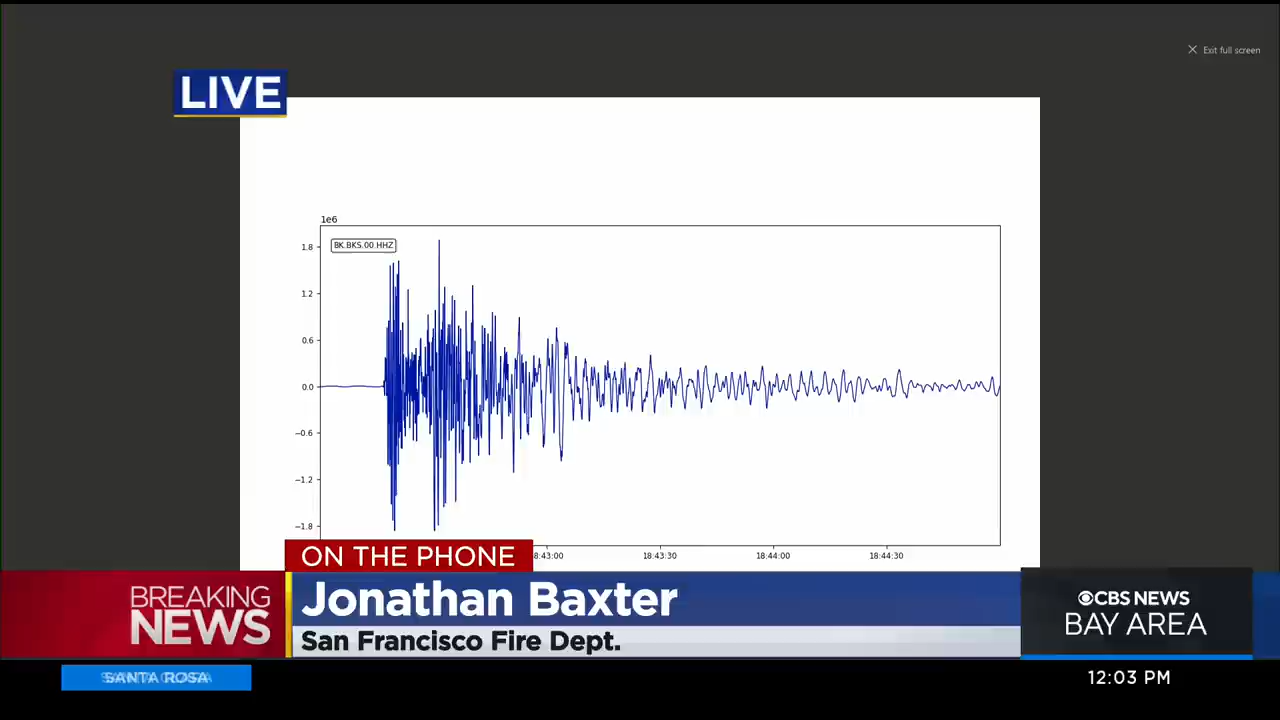 Exit full screen
LIVE
1e6
BK.BKS.00.HHZ
1.8
1.2
0.6
0.0
−0.6
−1.2
−1.8
8:43:00
18:43:30
18:44:00
18:44:30
ON THE PHONE
BREAKING
NEWS
Jonathan Baxter
San Francisco Fire Dept.
CBS NEWS
BAY AREA
SANTA ROSA
12:03 PM